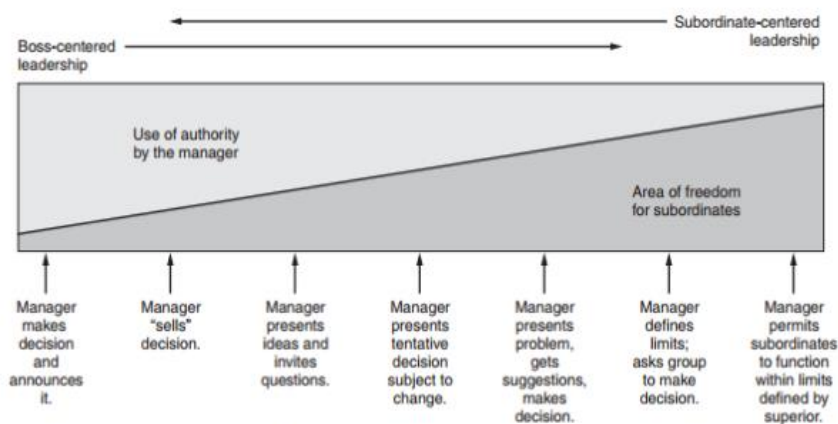 Subordinate-centered
leadership
Boss-centered
leadership
Use of authority
by the manager
Area of freedom
for subordinates
Manager
makes
decision
and
announces
it.
Manager
“sells”
decision.
Manager
presents
ideas and
invites
questions.
Manager
presents
tentative
decision
subject to
change.
Manager
presents
problem,
gets
suggestions,
makes
decision.
Manager
defines
limits;
asks group
to make
decision.
Manager
permits
subordinates
to function
within limits
defined by
superior.